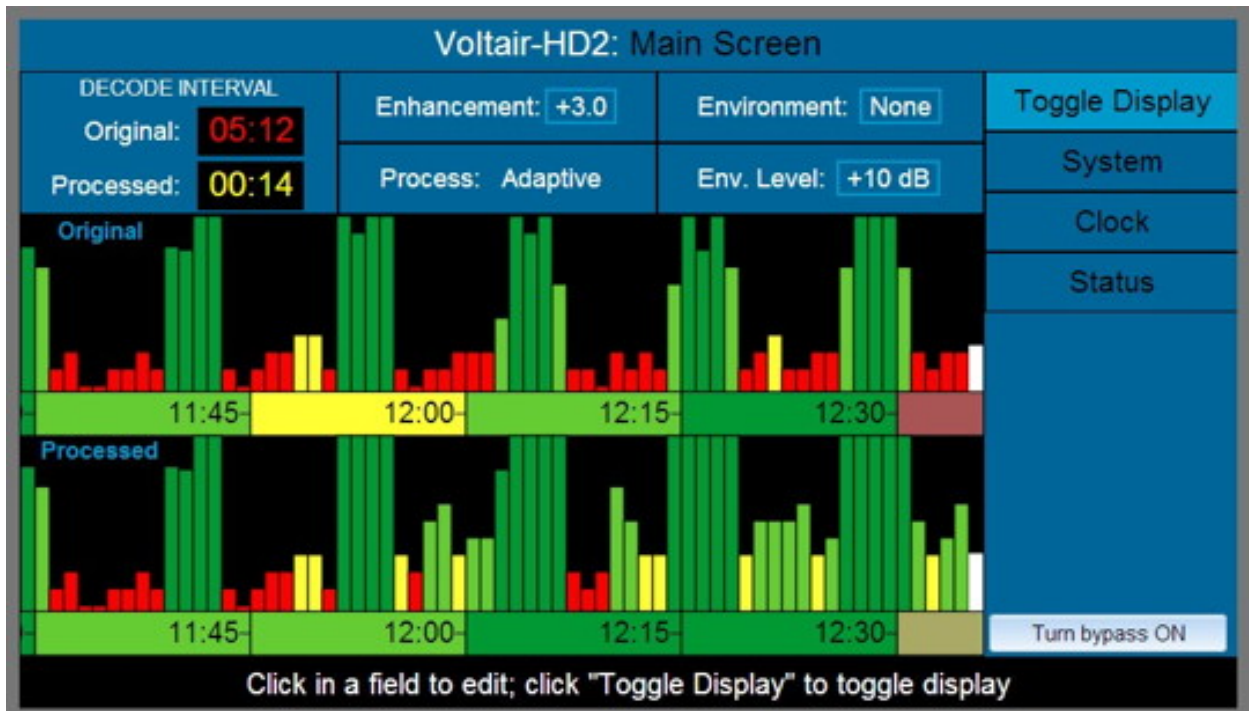 Voltair-HD2: Main Screen
DECODE INTERVAL
Original: 05:12
Processed: 00:14
Enhancement: +3.0
Environment: None
Process: Adaptive
Env. Level: +10 dB
Toggle Display
System
Clock
Status
Original
11:45- 12:00- 12:15- 12:30-
Processed
11:45- 12:00- 12:15- 12:30-
Turn bypass ON
Click in a field to edit; click "Toggle Display" to toggle display